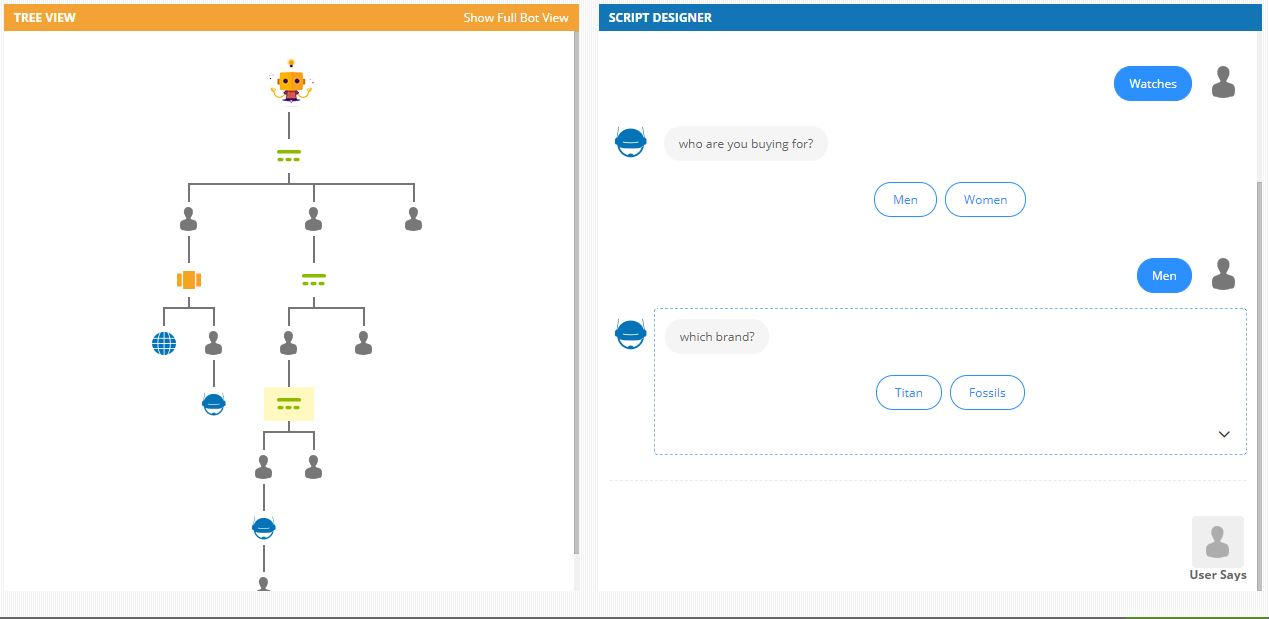 TREE VIEW
Show Full Bot View
SCRIPT DESIGNER
Watches
who are you buying for?
Men
Women
Men
which brand?
Titan
Fossils
User Says